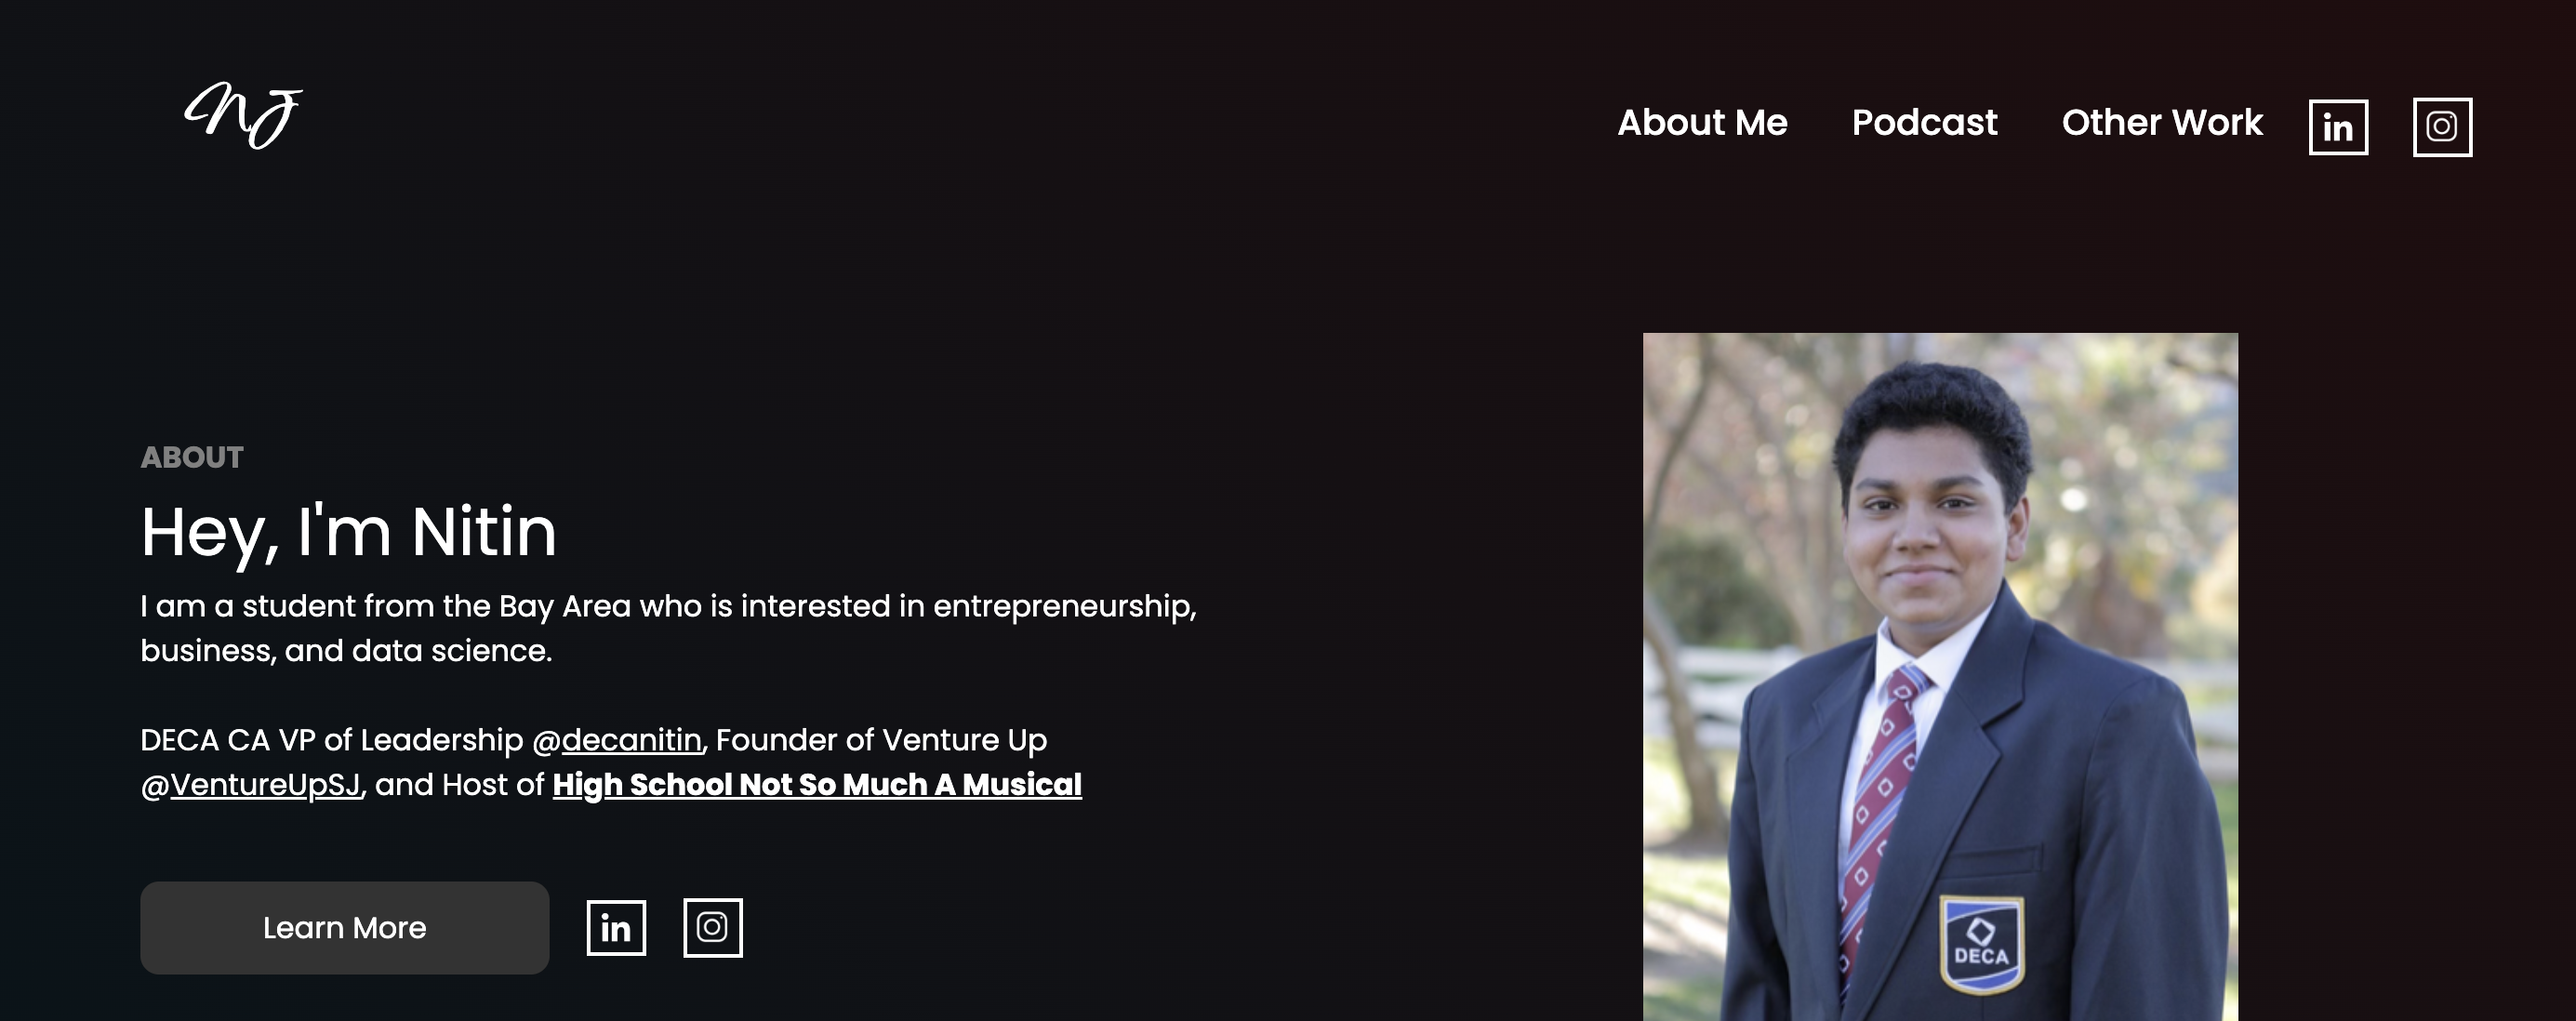 NJ
About Me
Podcast
Other Work
in
ABOUT
Hey, I'm Nitin
I am a student from the Bay Area who is interested in entrepreneurship,
business, and data science.
DECA CA VP of Leadership @decanitin, Founder of Venture Up
@VentureUpSJ, and Host of High School Not So Much A Musical
Learn More
in
DECA